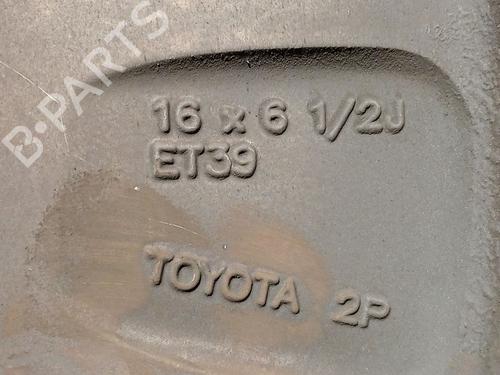 B-PARTS
16 x 6 1/2J
ET39
TOYOTA 2P